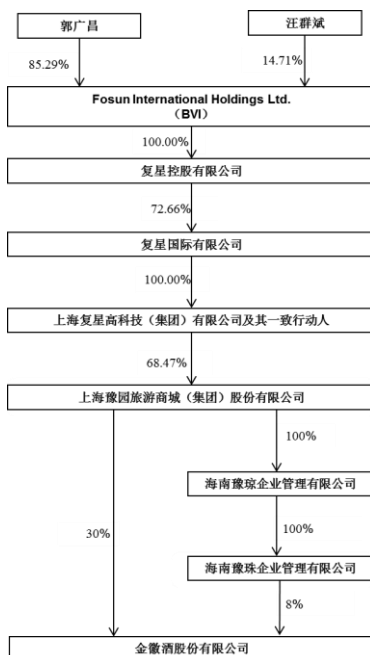 郭广昌
汪群斌
85.29%
14.71%
Fosun International Holdings Ltd.
（BVI）
100.00%
复星控股有限公司
72.66%
复星国际有限公司
100.00%
上海复星高科技（集团）有限公司及其一致行动人
68.47%
上海豫园旅游商城（集团）股份有限公司
100%
海南豫琼企业管理有限公司
30%
100%
海南豫珠企业管理有限公司
8%
金徽酒股份有限公司